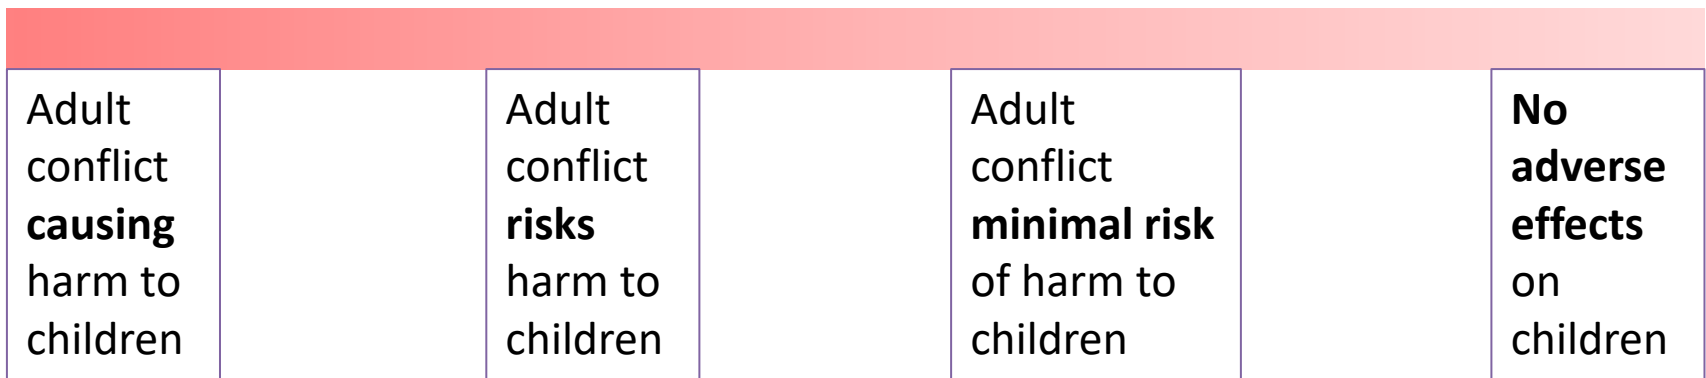 Adult
conflict
causing
harm to
children
Adult
conflict
risks
harm to
children
Adult
conflict
minimal risk
of harm to
children
No
adverse
effects
on
children